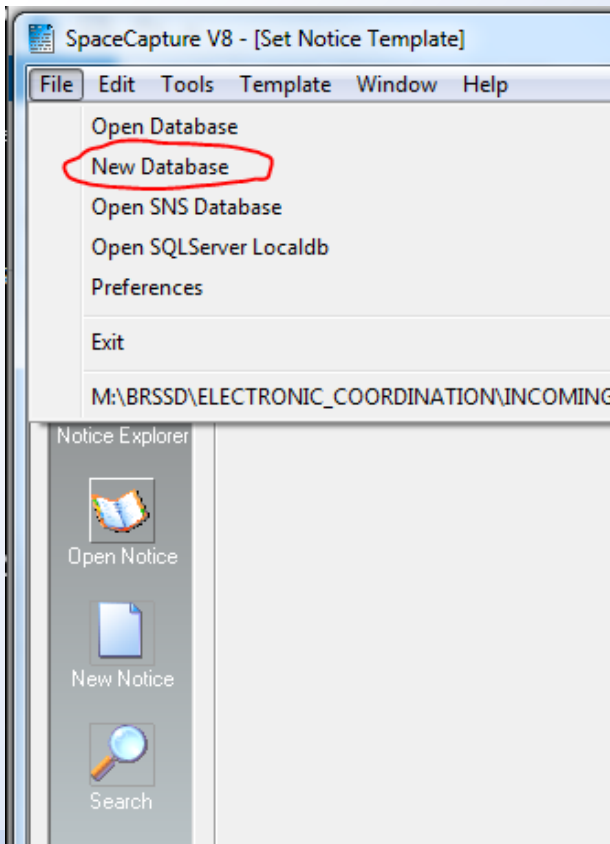 SpaceCapture V8 - [Set Notice Template]
File Edit Tools Template Window Help
Open Database
New Database
Open SNS Database
Open SQLServer Localdb
Preferences
Exit
M:\BRSSD\ELECTRONIC_COORDINATION\INCOMING
Notice Explorer
Open Notice
New Notice
Search